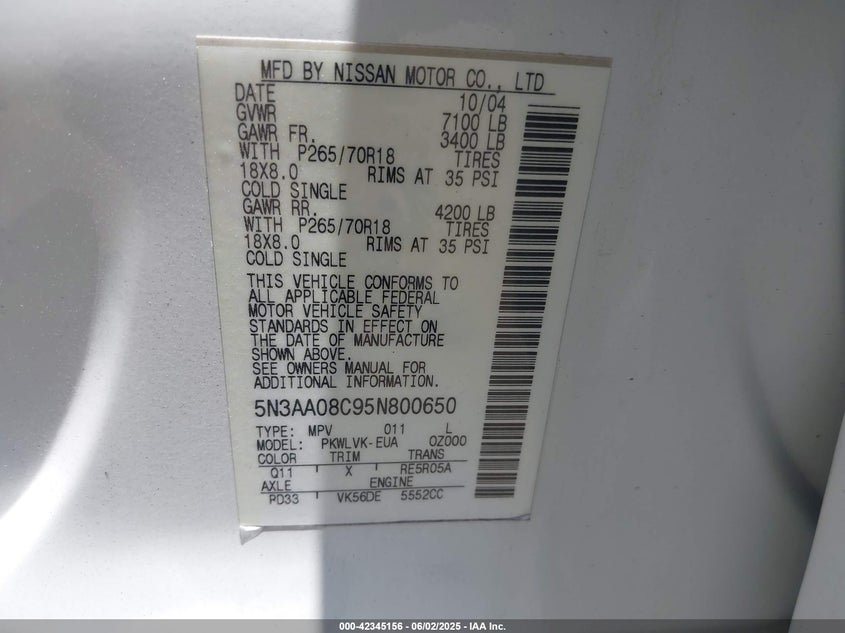 MFD BY NISSAN MOTOR CO., LTD
DATE 10/04
GVWR 7100 LB
GAWR FR. 3400 LB
WITH P265/70R18 TIRES
18X8.0 RIMS AT 35 PSI
COLD SINGLE
GAWR RR. 4200 LB
WITH P265/70R18 TIRES
18X8.0 RIMS AT 35 PSI
COLD SINGLE
THIS VEHICLE CONFORMS TO
ALL APPLICABLE FEDERAL
MOTOR VEHICLE SAFETY
STANDARDS IN EFFECT ON
THE DATE OF MANUFACTURE
SHOWN ABOVE.
SEE OWNERS MANUAL FOR
ADDITIONAL INFORMATION.
5N3AA08C95N800650
TYPE: MPV 011 L
MODEL: PKWLVK-EUA 0Z000
COLOR TRIM TRANS
Q11 X RE5R05A
AXLE ENGINE
PD33 VK56DE 5552CC
000-42345156 - 06/02/2025 - IAA Inc.